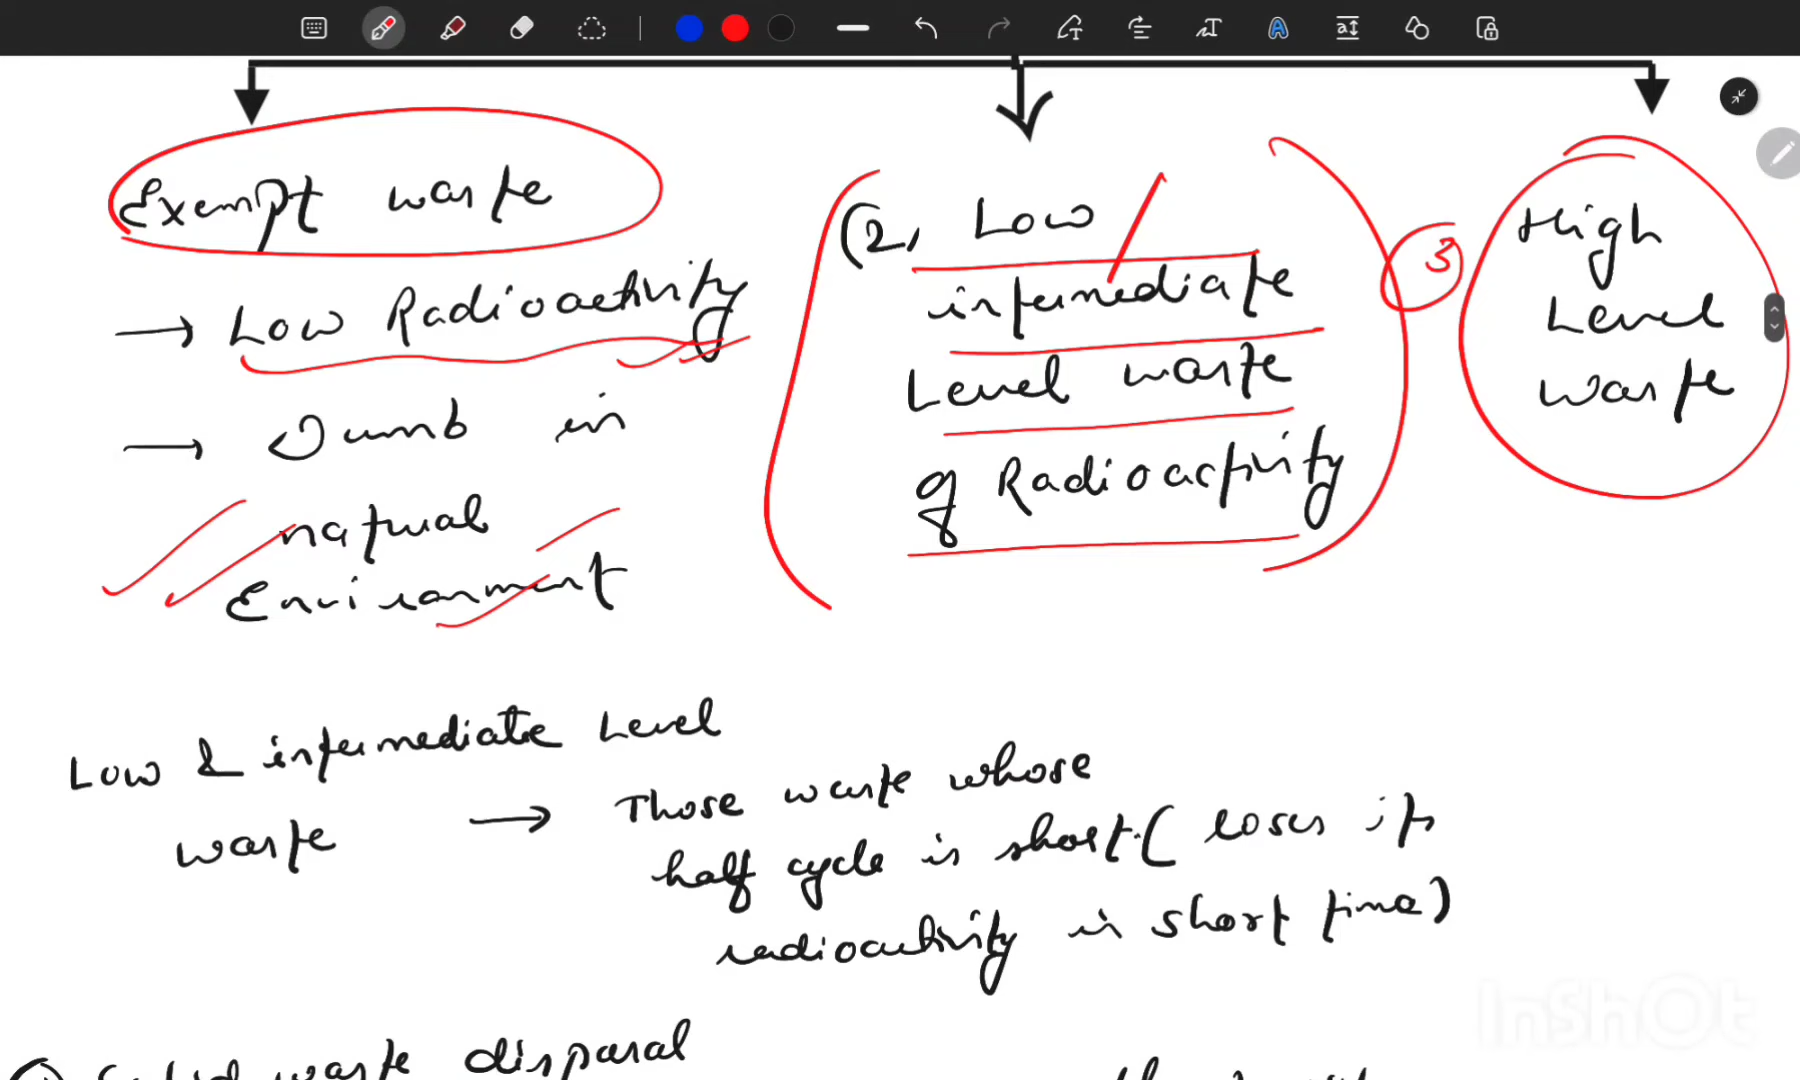 Exempt waste
→ Low Radioactivity
→ Dumb in
natural
Environment
(2, Low
intermediate
Level waste
of Radioactivity
3
High
Level
waste
Low & intermediate Level
waste → Those waste whose
half cycle is short (loses its
radioactivity in short time)
Solid waste disposal
InShOt